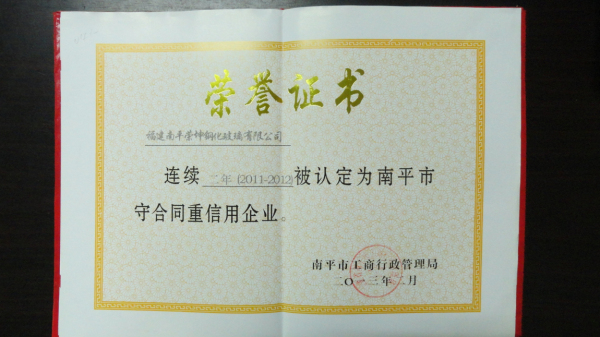 荣誉证书
福建南平荣锋钢化玻璃有限公司
连续 二年(2011-2012)被认定为南平市
守合同重信用企业。
南平市工商行政管理局
二〇一三年二月